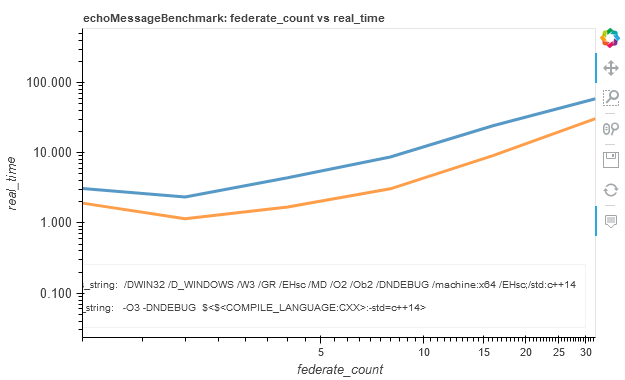 echoMessageBenchmark: federate_count vs real_time
100.000
10.000
1.000
0.100
real_time
_string: /DWIN32 /D_WINDOWS /W3 /GR /EHsc /MD /O2 /Ob2 /DNDEBUG /machine:x64 /EHsc;/std:c++14
_string: -O3 -DNDEBUG $<$<COMPILE_LANGUAGE:CXX>:-std=c++14>
5 10 15 20 25 30
federate_count